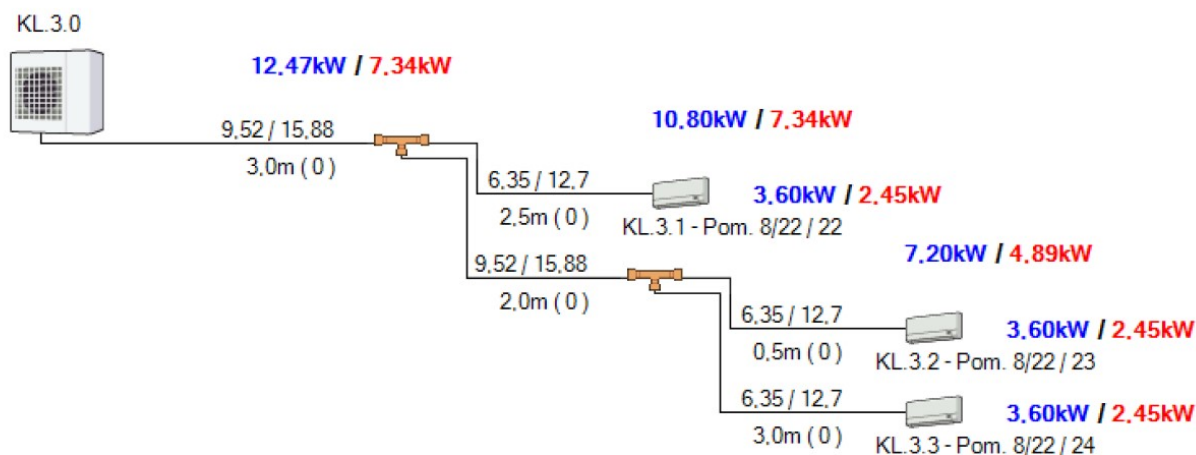 KL.3.0
12.47kW / 7.34kW
9.52 / 15.88
3.0m ( 0 )
10.80kW / 7.34kW
6.35 / 12.7
2.5m ( 0 )
3.60kW / 2.45kW
KL.3.1 - Pom. 8/22 / 22
9.52 / 15.88
2.0m ( 0 )
7.20kW / 4.89kW
6.35 / 12.7
0.5m ( 0 )
3.60kW / 2.45kW
KL.3.2 - Pom. 8/22 / 23
6.35 / 12.7
3.0m ( 0 )
3.60kW / 2.45kW
KL.3.3 - Pom. 8/22 / 24